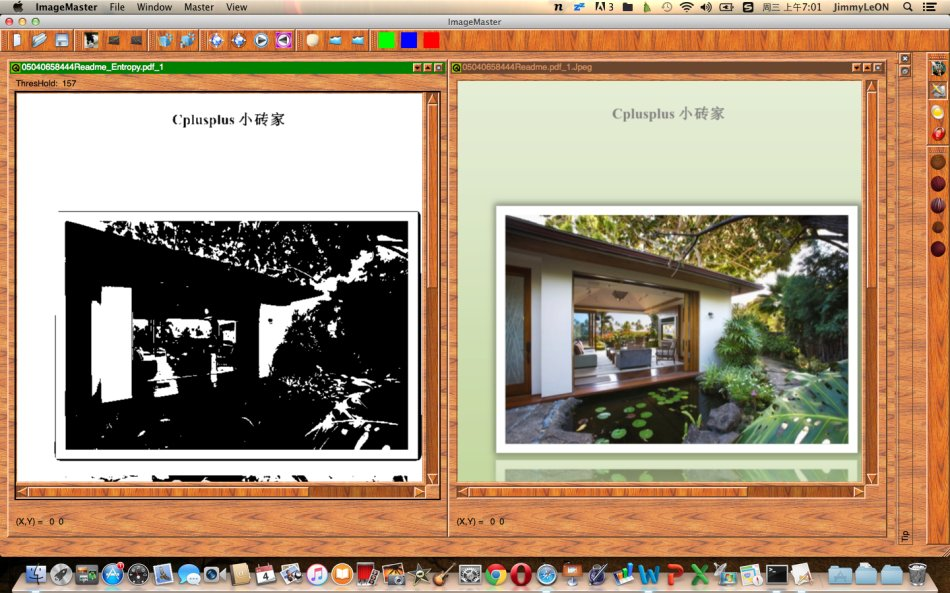 ImageMaster File Window Master View
3 周三 上午7:01 JimmyLeON
ImageMaster
05040658444Readme_Entropy.pdf_1
05040658444Readme.pdf_1.Jpeg
ThresHold: 157
Cplusplus 小砖家
Cplusplus 小砖家
(X,Y) = 0 0
(X,Y) = 0 0
Tip